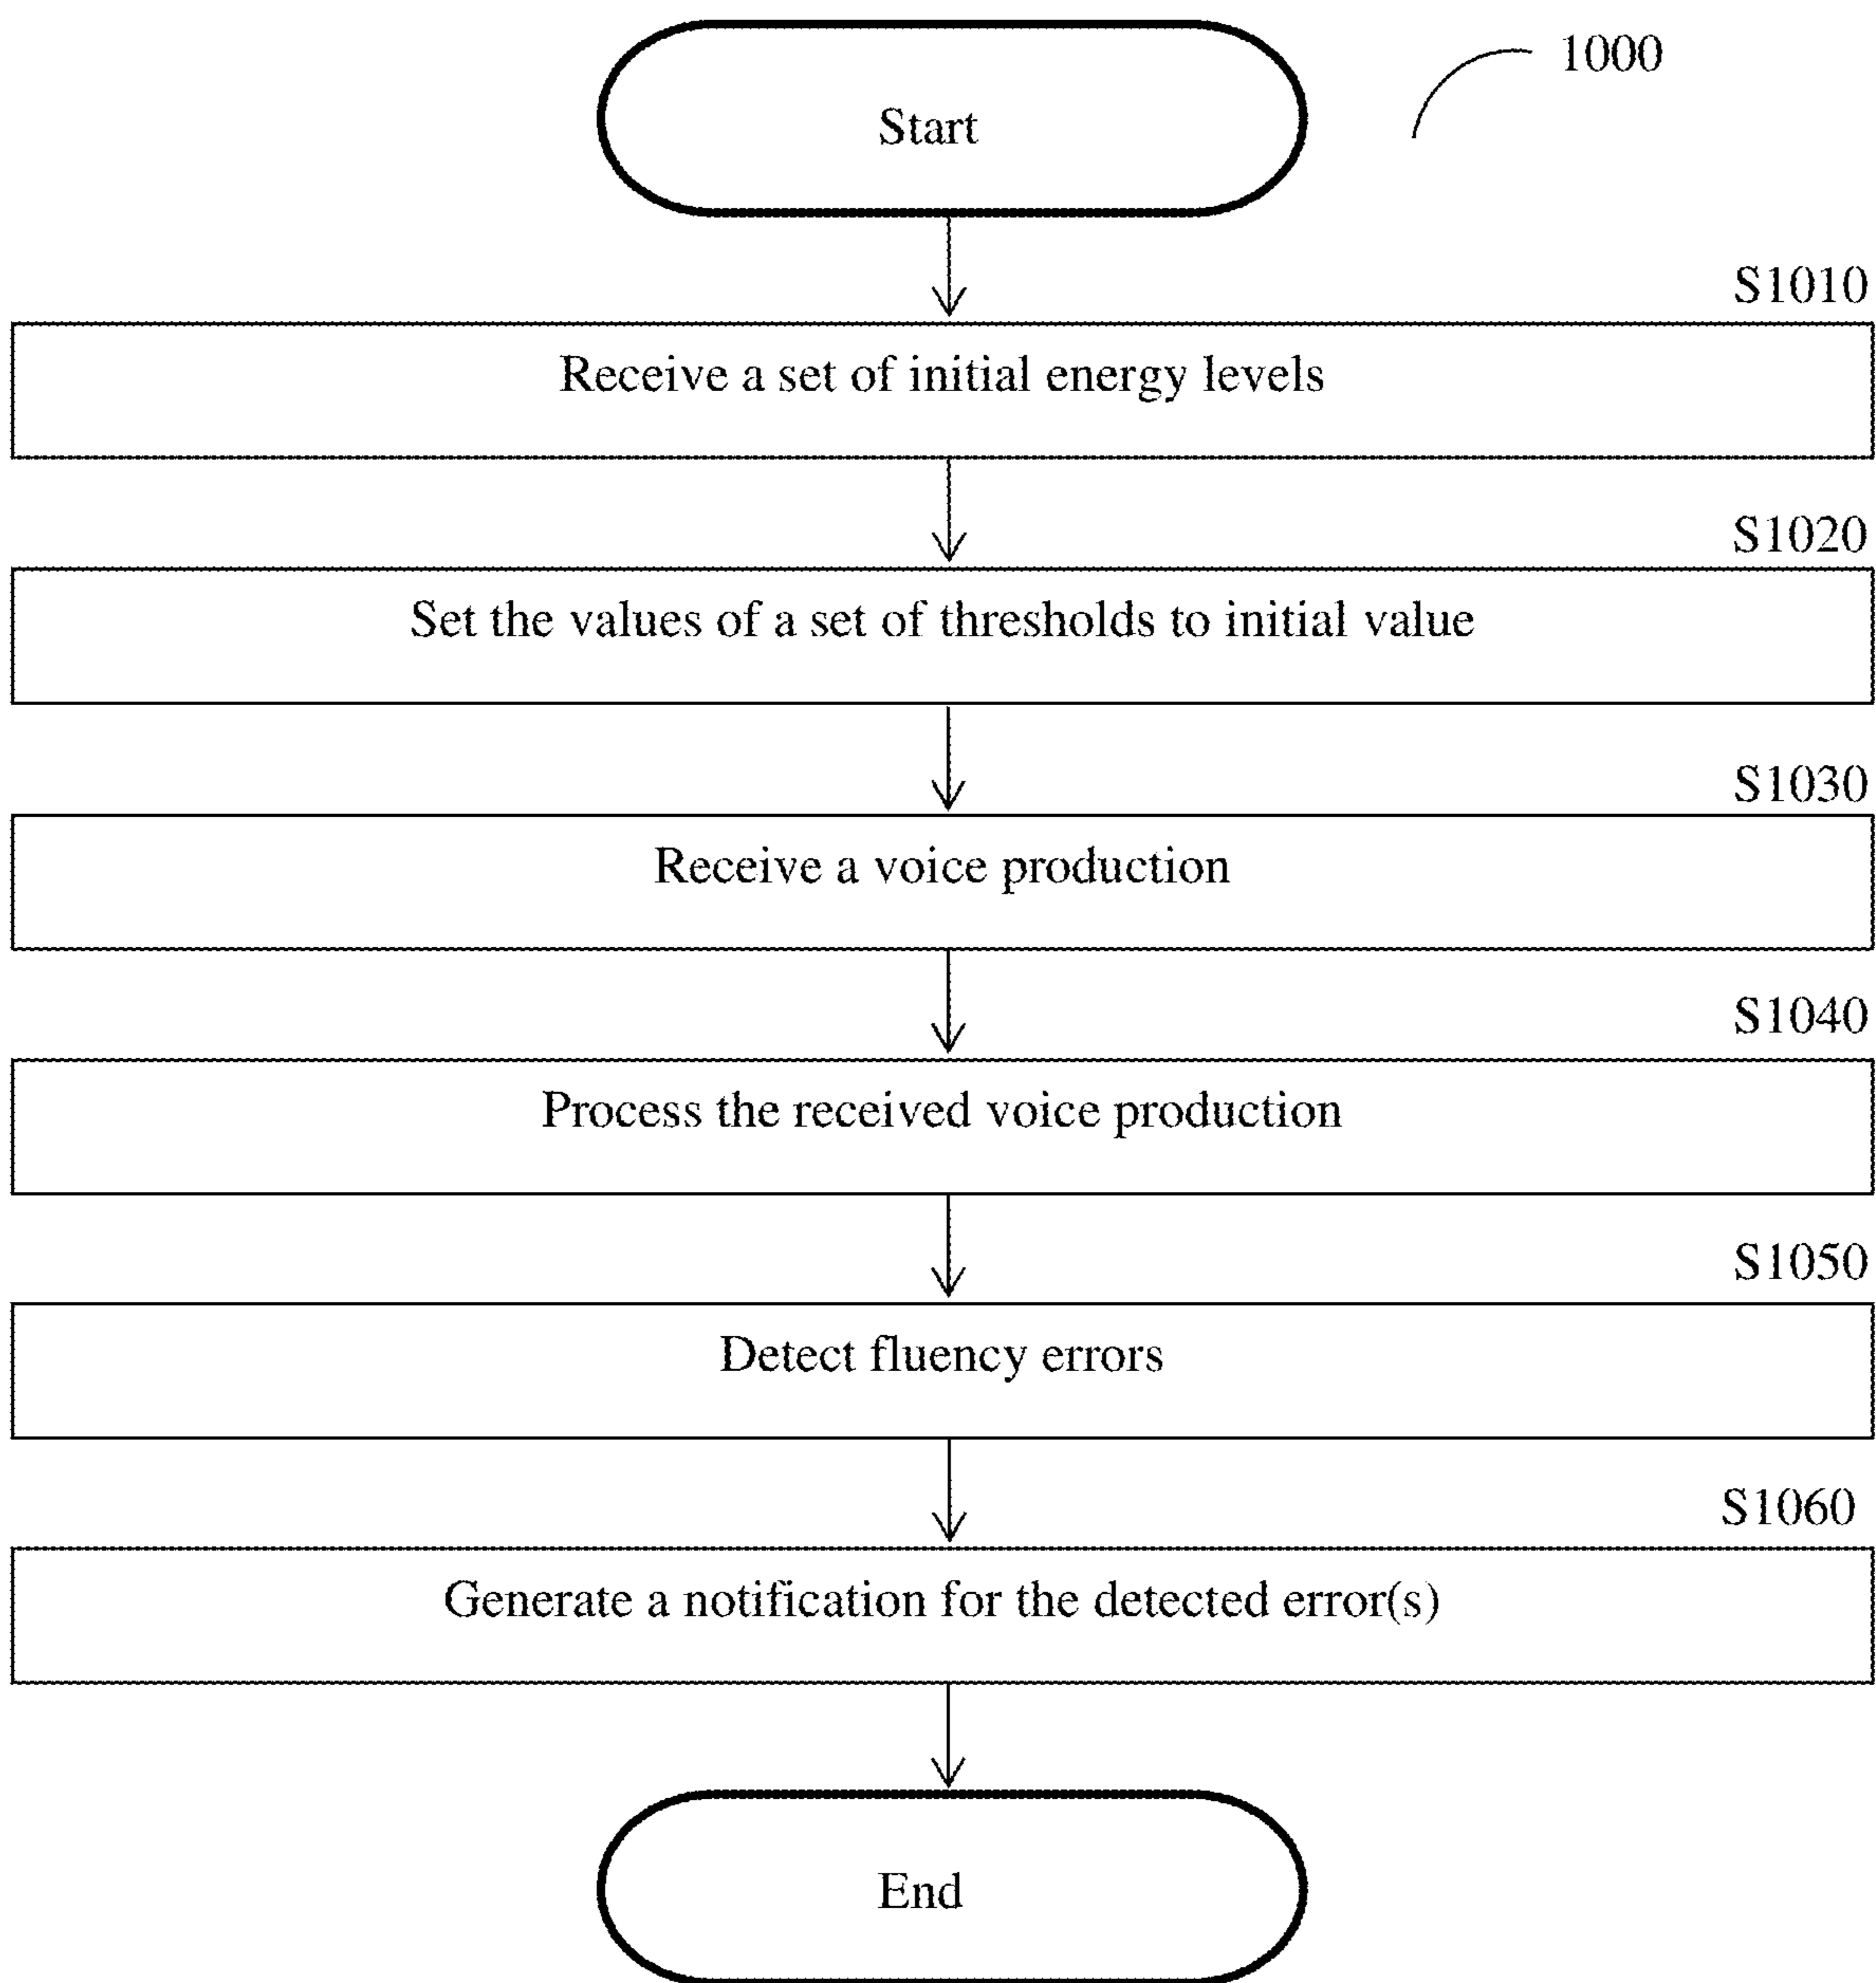 1000
Start
S1010
Receive a set of initial energy levels
S1020
Set the values of a set of thresholds to initial value
S1030
Receive a voice production
S1040
Process the received voice production
S1050
Detect fluency errors
S1060
Generate a notification for the detected error(s)
End